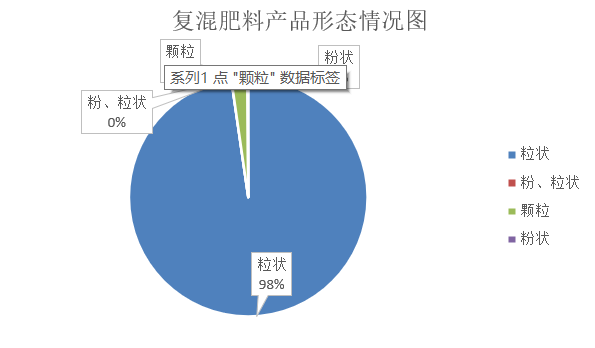 复混肥料产品形态情况图
颗粒
粉状
系列1 点 "颗粒" 数据标签
粉、粒状
0%
粒状
98%
粒状
粉、粒状
颗粒
粉状